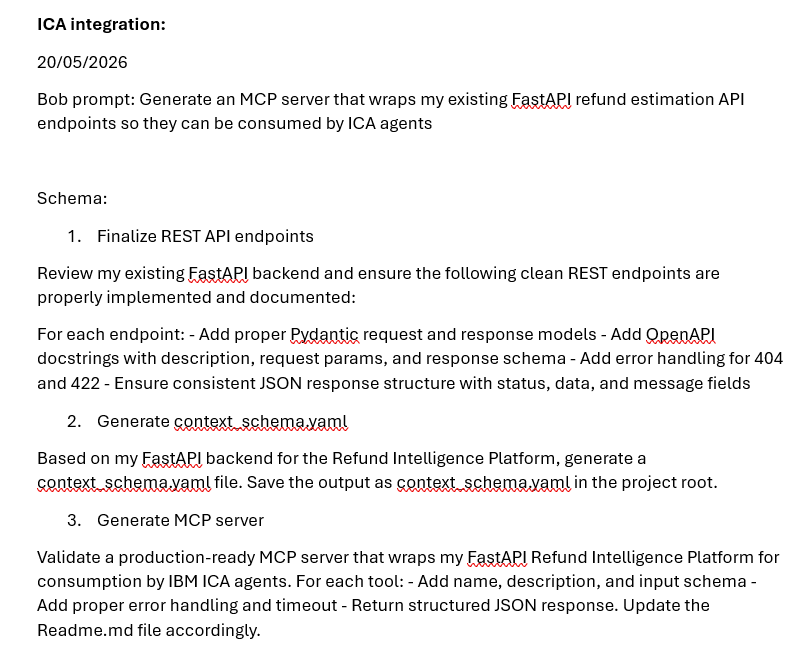 ICA integration:
20/05/2026
Bob prompt: Generate an MCP server that wraps my existing FastAPI refund estimation API
endpoints so they can be consumed by ICA agents
Schema:
1. Finalize REST API endpoints
Review my existing FastAPI backend and ensure the following clean REST endpoints are
properly implemented and documented:
For each endpoint: - Add proper Pydantic request and response models - Add OpenAPI
docstrings with description, request params, and response schema - Add error handling for 404
and 422 - Ensure consistent JSON response structure with status, data, and message fields
2. Generate context_schema.yaml
Based on my FastAPI backend for the Refund Intelligence Platform, generate a
context_schema.yaml file. Save the output as context_schema.yaml in the project root.
3. Generate MCP server
Validate a production-ready MCP server that wraps my FastAPI Refund Intelligence Platform for
consumption by IBM ICA agents. For each tool: - Add name, description, and input schema -
Add proper error handling and timeout - Return structured JSON response. Update the
Readme.md file accordingly.